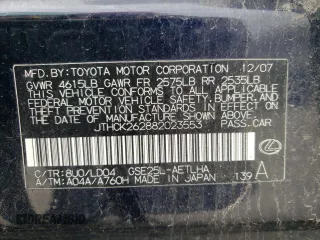 MFD.BY: TOYOTA MOTOR CORPORATION 12/07
GVWR 4615LB GAWR FR 2575LB RR 2535LB
THIS VEHICLE CONFORMS TO ALL APPLICABLE
FEDERAL MOTOR VEHICLE SAFETY, BUMPER, AND
THEFT PREVENTION STANDARDS IN EFFECT ON
THE DATE OF MANUFACTURE SHOWN ABOVE.
JTHCK262882023553 PASS.CAR
C/TR: 8U0/LD04 GSE25L-AETLHA
A/TM: A04A/A760H MADE IN JAPAN 139 A